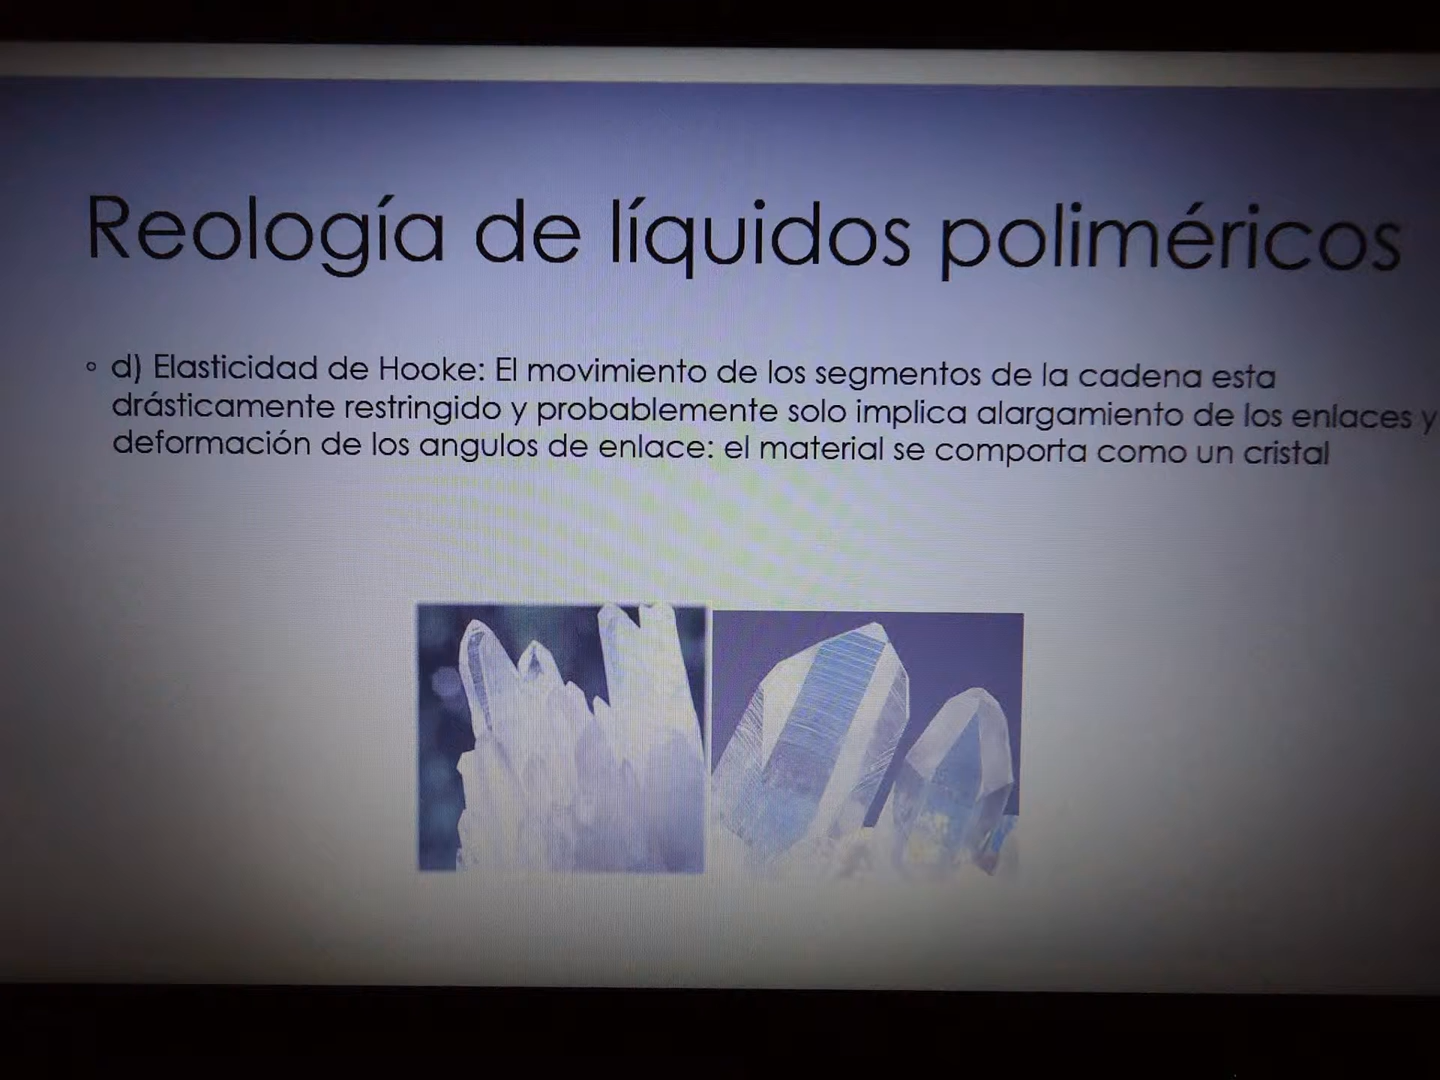 Reología de líquidos poliméricos
◦ d) Elasticidad de Hooke: El movimiento de los segmentos de la cadena esta
drásticamente restringido y probablemente solo implica alargamiento de los enlaces y
deformación de los angulos de enlace: el material se comporta como un cristal